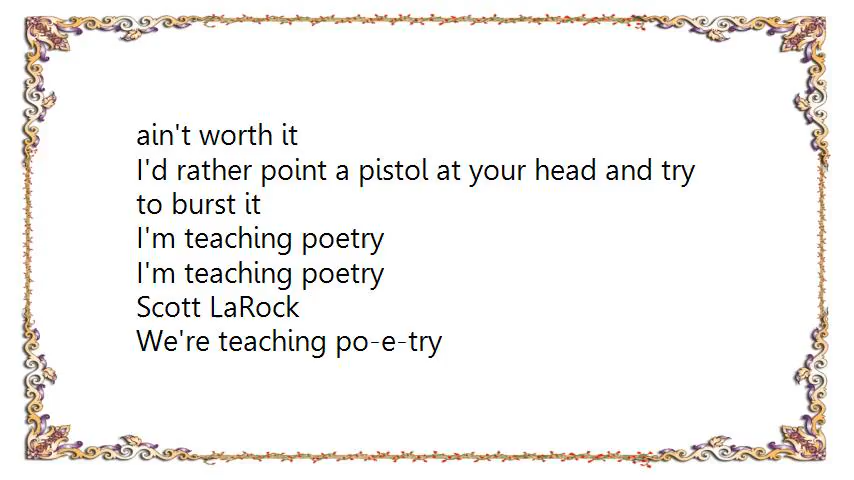 ain't worth it
I'd rather point a pistol at your head and try
to burst it
I'm teaching poetry
I'm teaching poetry
Scott LaRock
We're teaching po-e-try